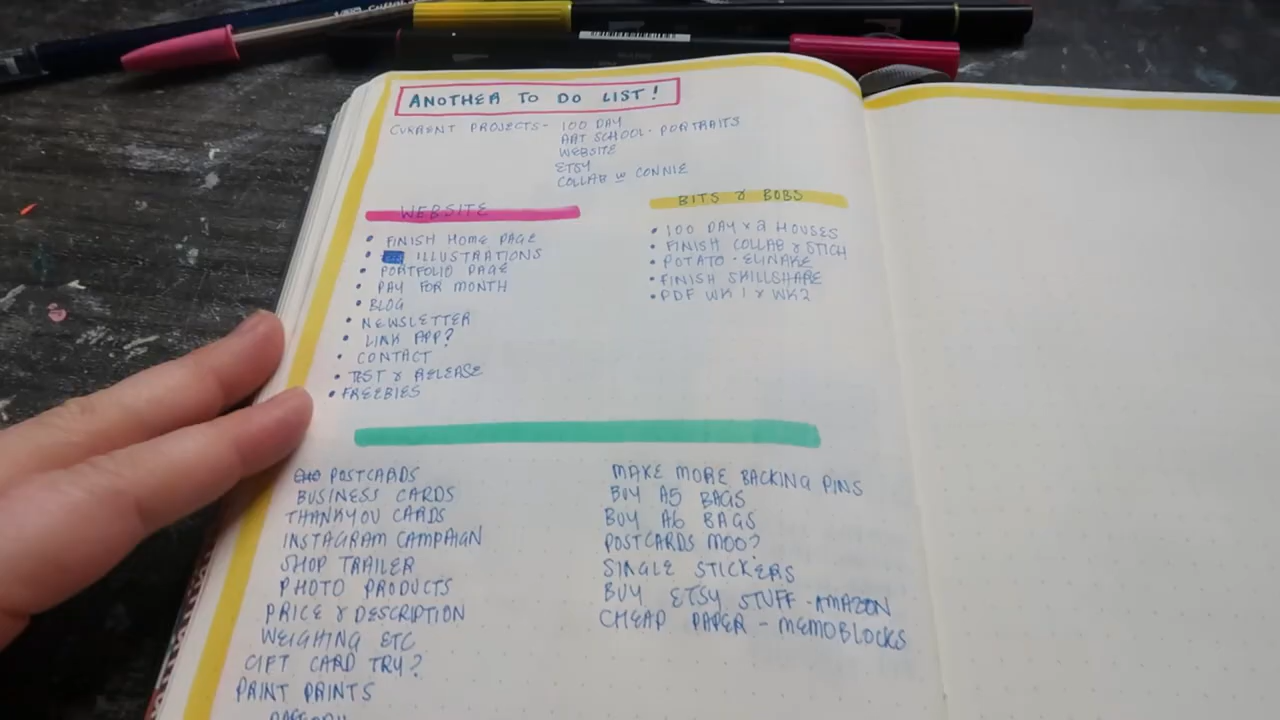 ANOTHER TO DO LIST!
CURRENT PROJECTS - 100 DAY
ART SCHOOL - PORTRAITS
WEBSITE
ETSY
COLLAB W CONNIE
WEBSITE
• FINISH HOME PAGE
• ILLUSTRATIONS
• PORTFOLIO PAGE
• PAY FOR MONTH
• BLOG
• NEWSLETTER
• LINK APP?
• CONTACT
• TEST & RELEASE
• FREEBIES
BITS & BOBS
• 100 DAY x 2 HOUSES
• FINISH COLLAB & STICH
• POTATO -
• FINISH SKILLSHARE
• PDF WK 1 & WK2
POSTCARDS
BUSINESS CARDS
THANKYOU CARDS
INSTAGRAM CAMPAIGN
SHOP TRAILER
PHOTO PRODUCTS
PRICE & DESCRIPTION
WEIGHING ETC
GIFT CARD TRY?
PRINT PRINTS
MAKE MORE BACKING PINS
BUY A5 BAGS
BUY A6 BAGS
POSTCARDS MOO?
SINGLE STICKERS
BUY ETSY STUFF - AMAZON
CHEAP PAPER - MEMOBLOCKS